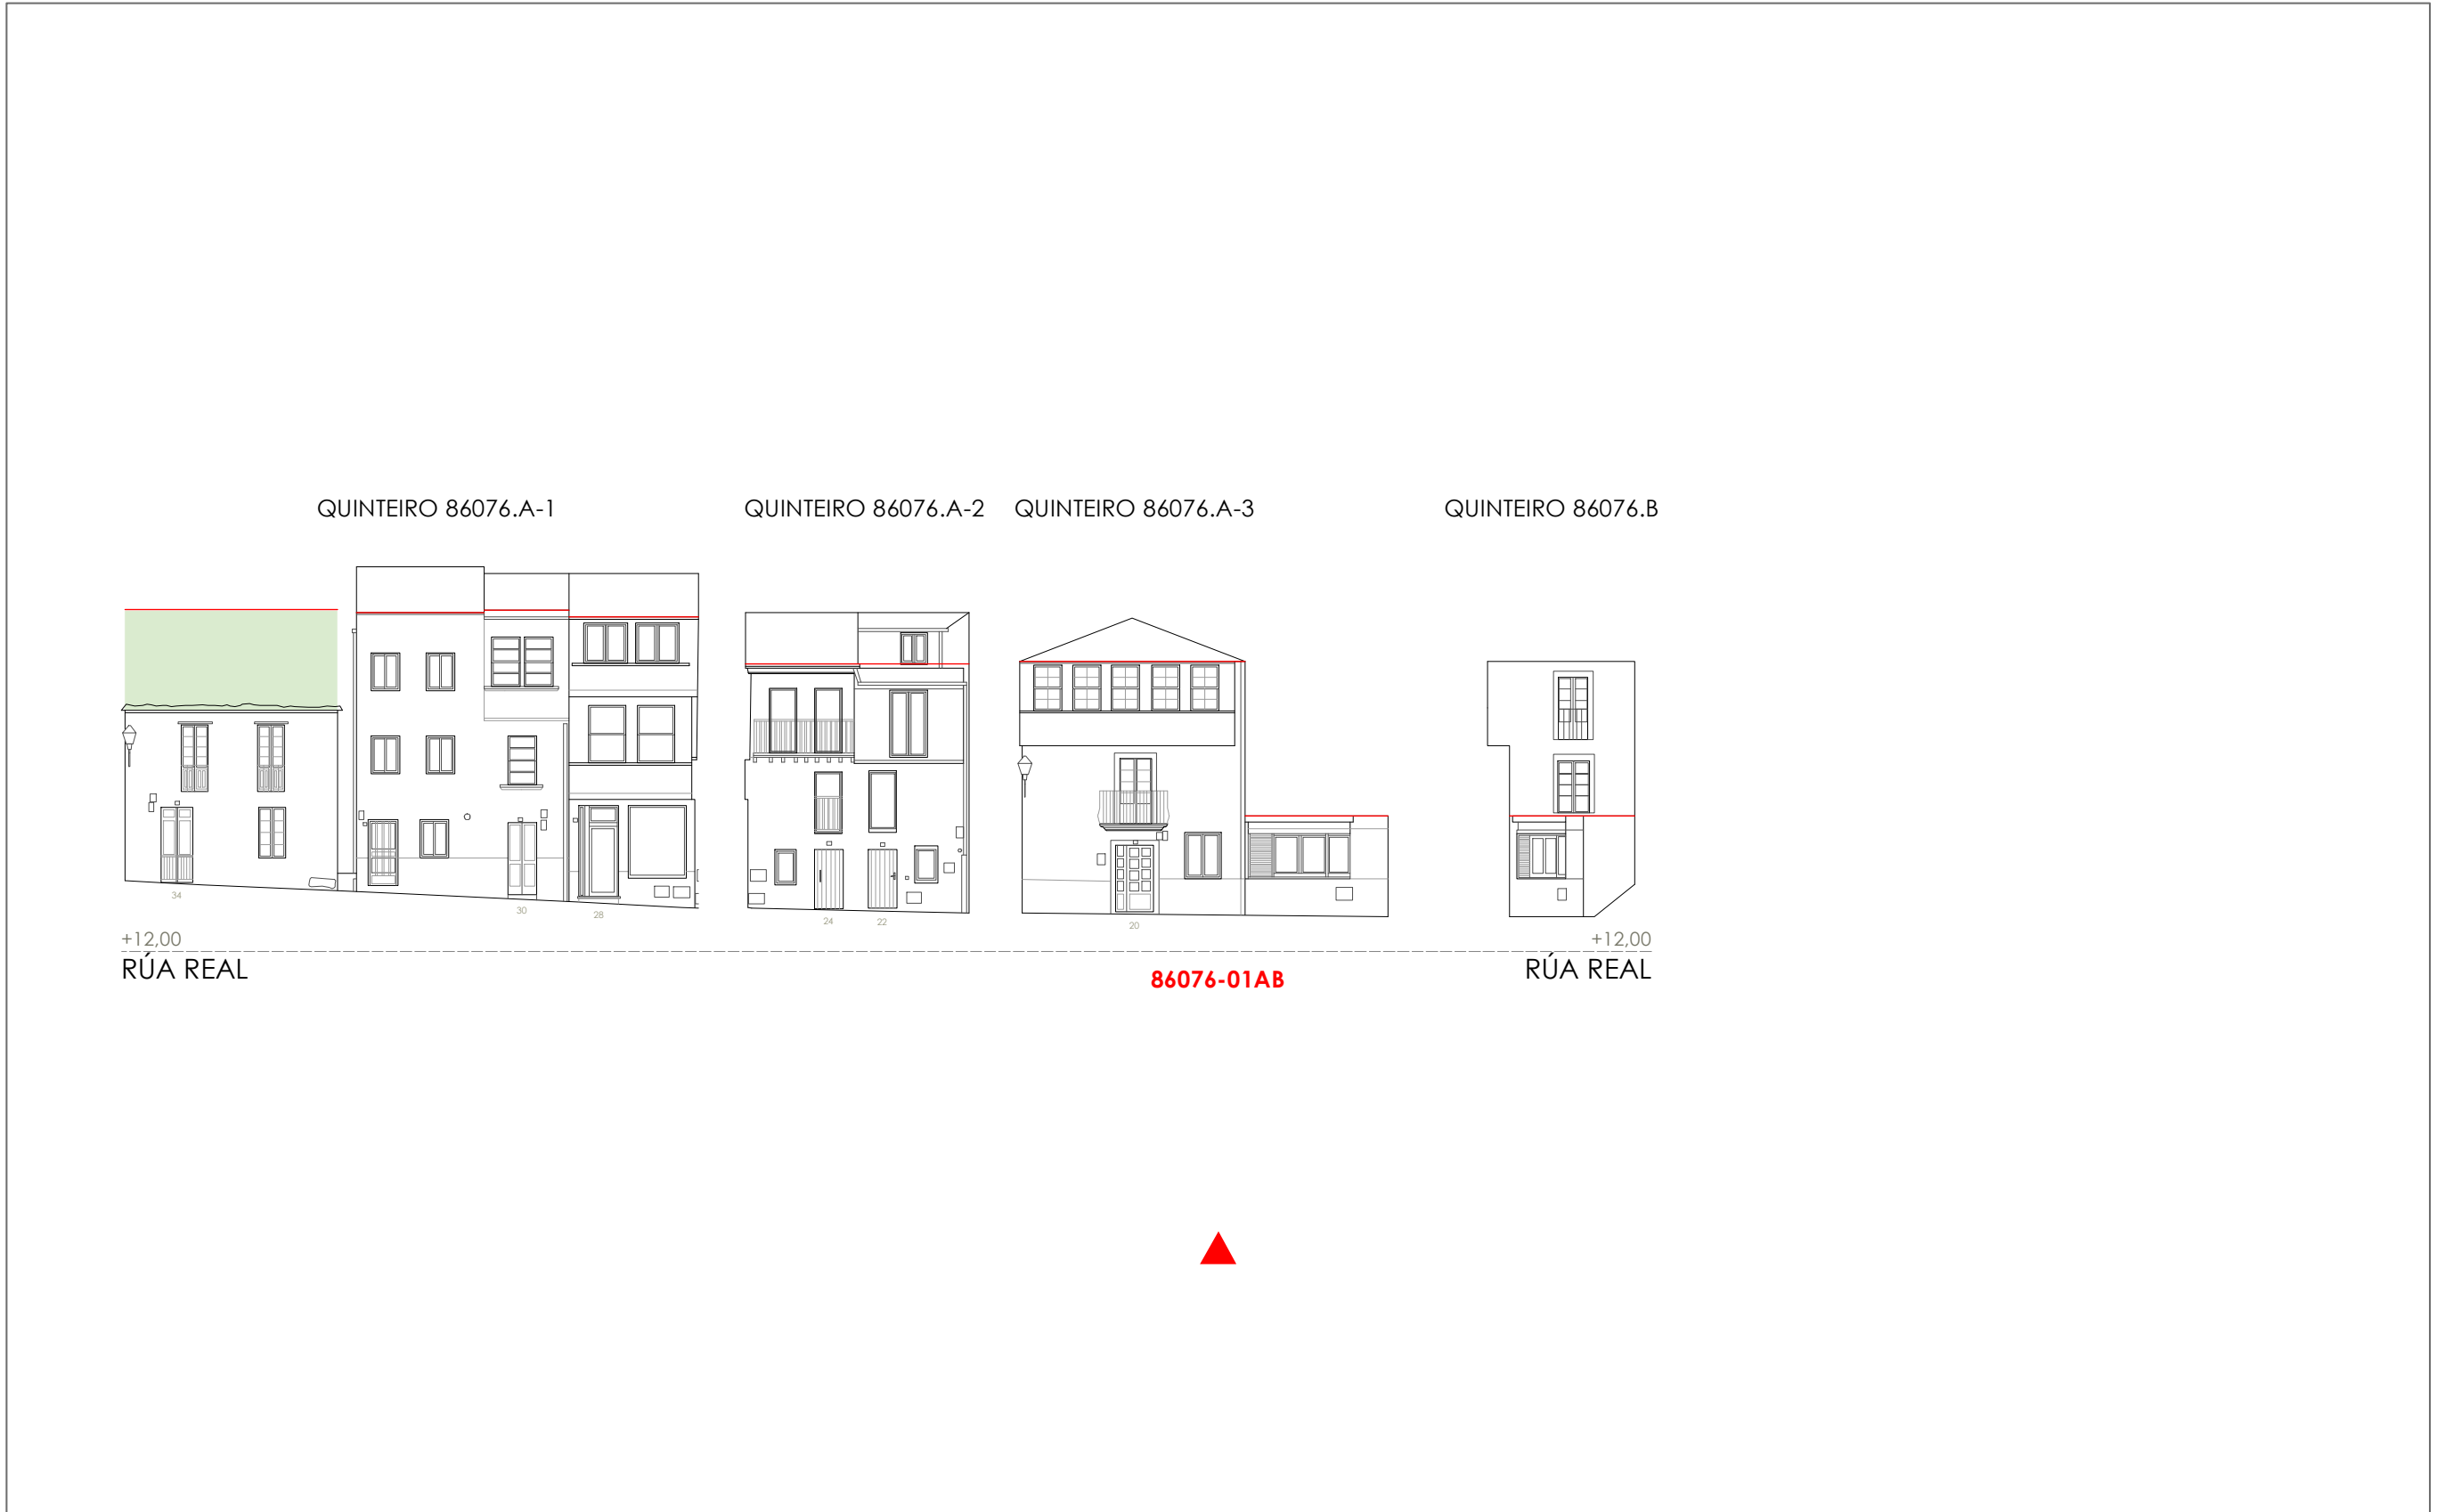 QUINTEIRO 86076.A-1
QUINTEIRO 86076.A-2
QUINTEIRO 86076.A-3
QUINTEIRO 86076.B
34
30
28
24
22
20
+12,00
+12,00
RÚA REAL
RÚA REAL
86076-01AB